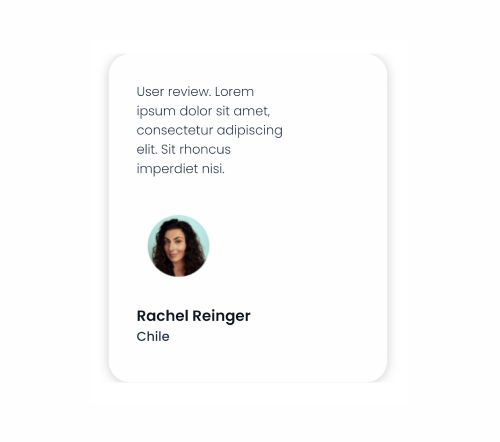 User review. Lorem
ipsum dolor sit amet,
consectetur adipiscing
elit. Sit rhoncus
imperdiet nisi.
Rachel Reinger
Chile